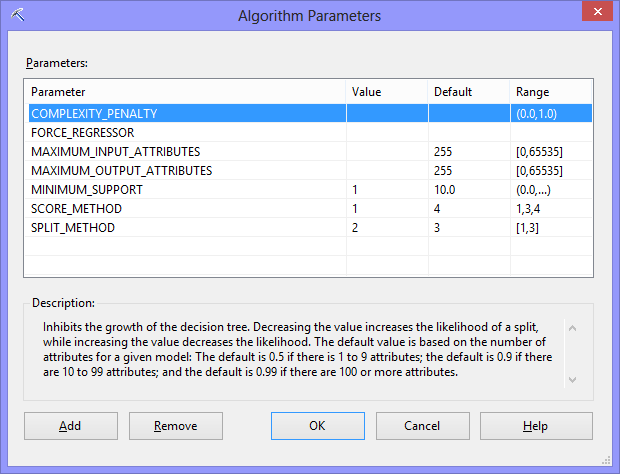 Algorithm Parameters
Parameters:
Parameter Value Default Range
COMPLEXITY_PENALTY (0.0,1.0)
FORCE_REGRESSOR
MAXIMUM_INPUT_ATTRIBUTES 255 [0,65535]
MAXIMUM_OUTPUT_ATTRIBUTES 255 [0,65535]
MINIMUM_SUPPORT 1 10.0 (0.0,...)
SCORE_METHOD 1 4 1,3,4
SPLIT_METHOD 2 3 [1,3]
Description:
Inhibits the growth of the decision tree. Decreasing the value increases the likelihood of a split,
while increasing the value decreases the likelihood. The default value is based on the number of
attributes for a given model: The default is 0.5 if there is 1 to 9 attributes; the default is 0.9 if there
are 10 to 99 attributes; and the default is 0.99 if there are 100 or more attributes.
Add Remove OK Cancel Help